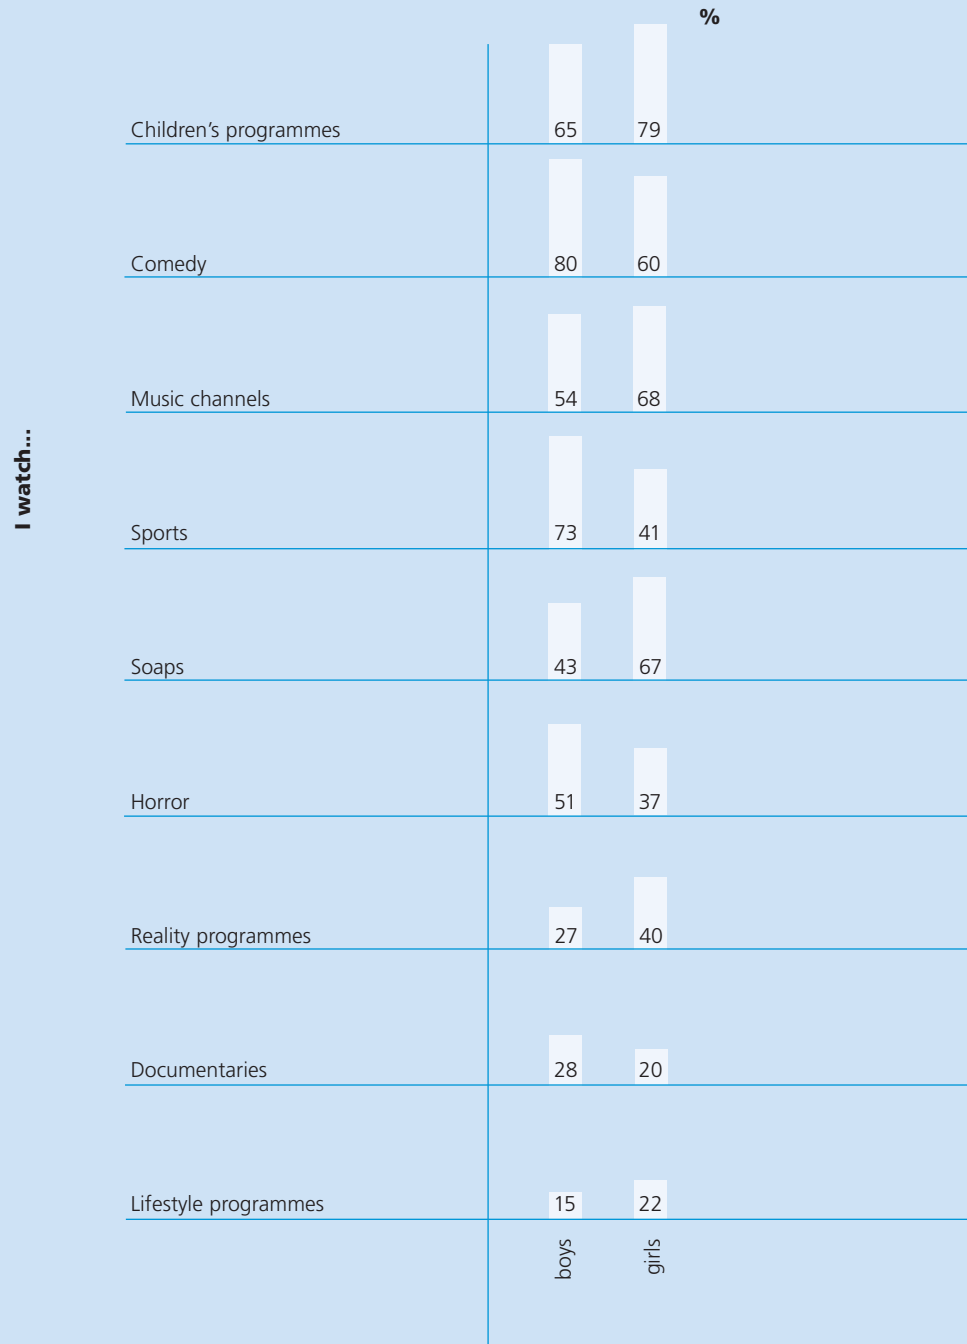 %
Children's programmes 65 79
Comedy 80 60
Music channels 54 68
I watch...
Sports 73 41
Soaps 43 67
Horror 51 37
Reality programmes 27 40
Documentaries 28 20
Lifestyle programmes 15 22
boys girls